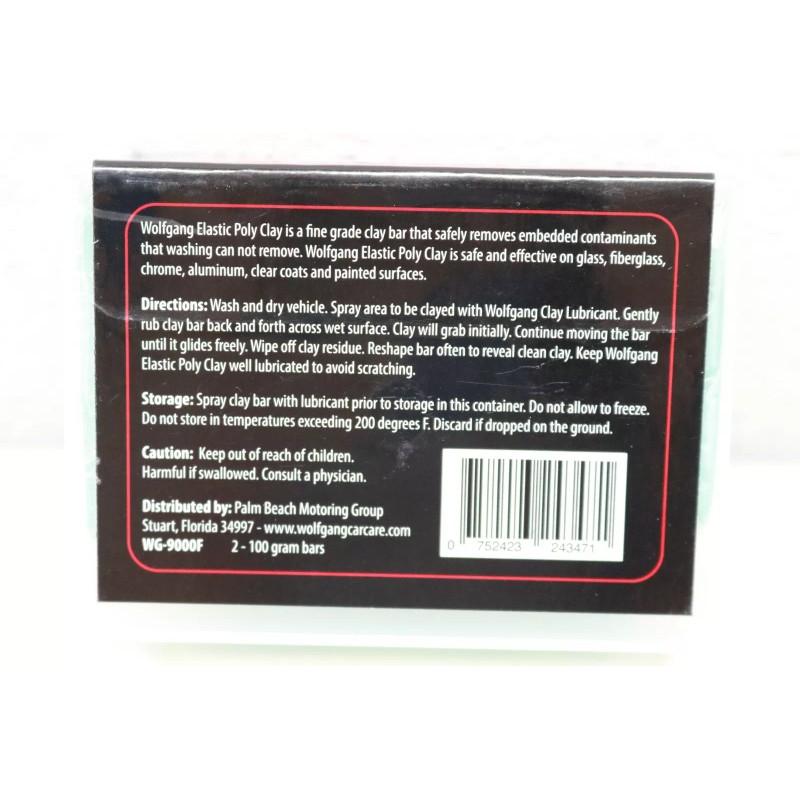 Wolfgang Elastic Poly Clay is a fine grade clay bar that safely removes embedded contaminants
that washing can not remove. Wolfgang Elastic Poly Clay is safe and effective on glass, fiberglass,
chrome, aluminum, clear coats and painted surfaces.
Directions: Wash and dry vehicle. Spray area to be clayed with Wolfgang Clay Lubricant. Gently
rub clay bar back and forth across wet surface. Clay will grab initially. Continue moving the bar
until it glides freely. Wipe off clay residue. Reshape bar often to reveal clean clay. Keep Wolfgang
Elastic Poly Clay well lubricated to avoid scratching.
Storage: Spray clay bar with lubricant prior to storage in this container. Do not allow to freeze.
Do not store in temperatures exceeding 200 degrees F. Discard if dropped on the ground.
Caution: Keep out of reach of children.
Harmful if swallowed. Consult a physician.
Distributed by: Palm Beach Motoring Group
Stuart, Florida 34997 - www.wolfgangcarcare.com
WG-9000F 2 - 100 gram bars
0 752423 243471